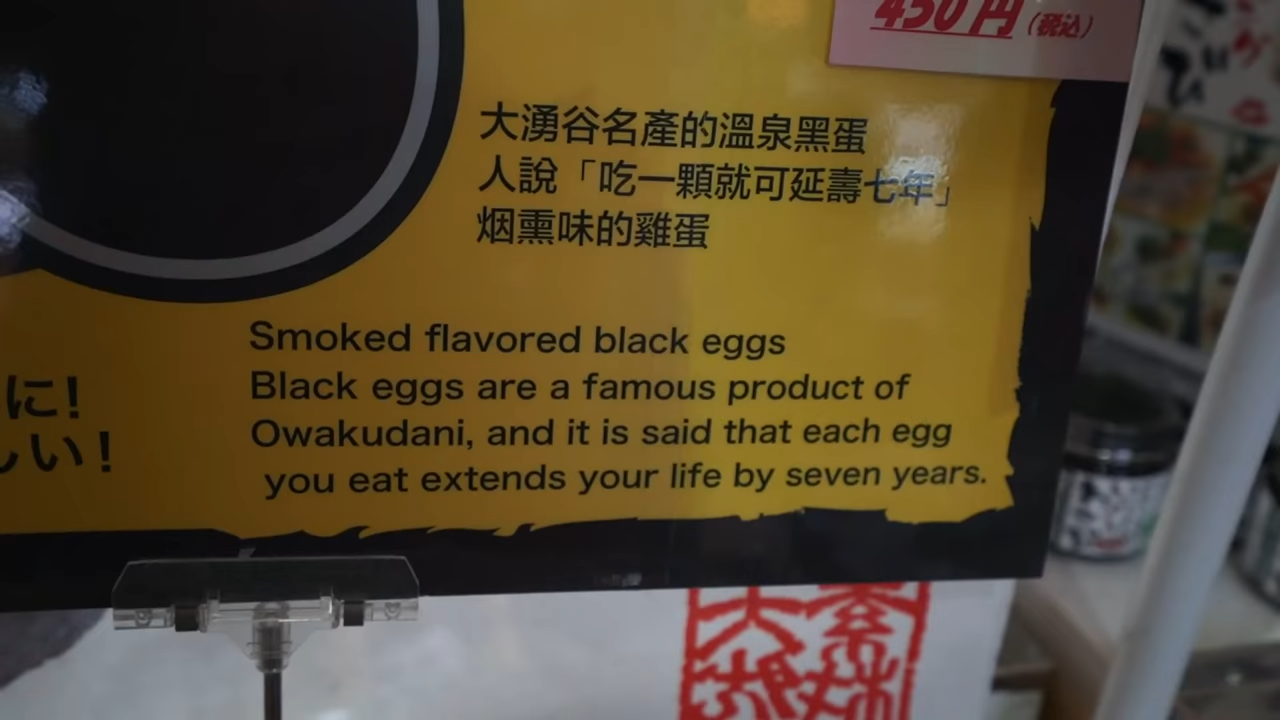 450円(税込)
大湧谷名產的溫泉黑蛋
人說「吃一顆就可延壽七年」
烟熏味的雞蛋
Smoked flavored black eggs
Black eggs are a famous product of
Owakudani, and it is said that each egg
you eat extends your life by seven years.
に!
しい!